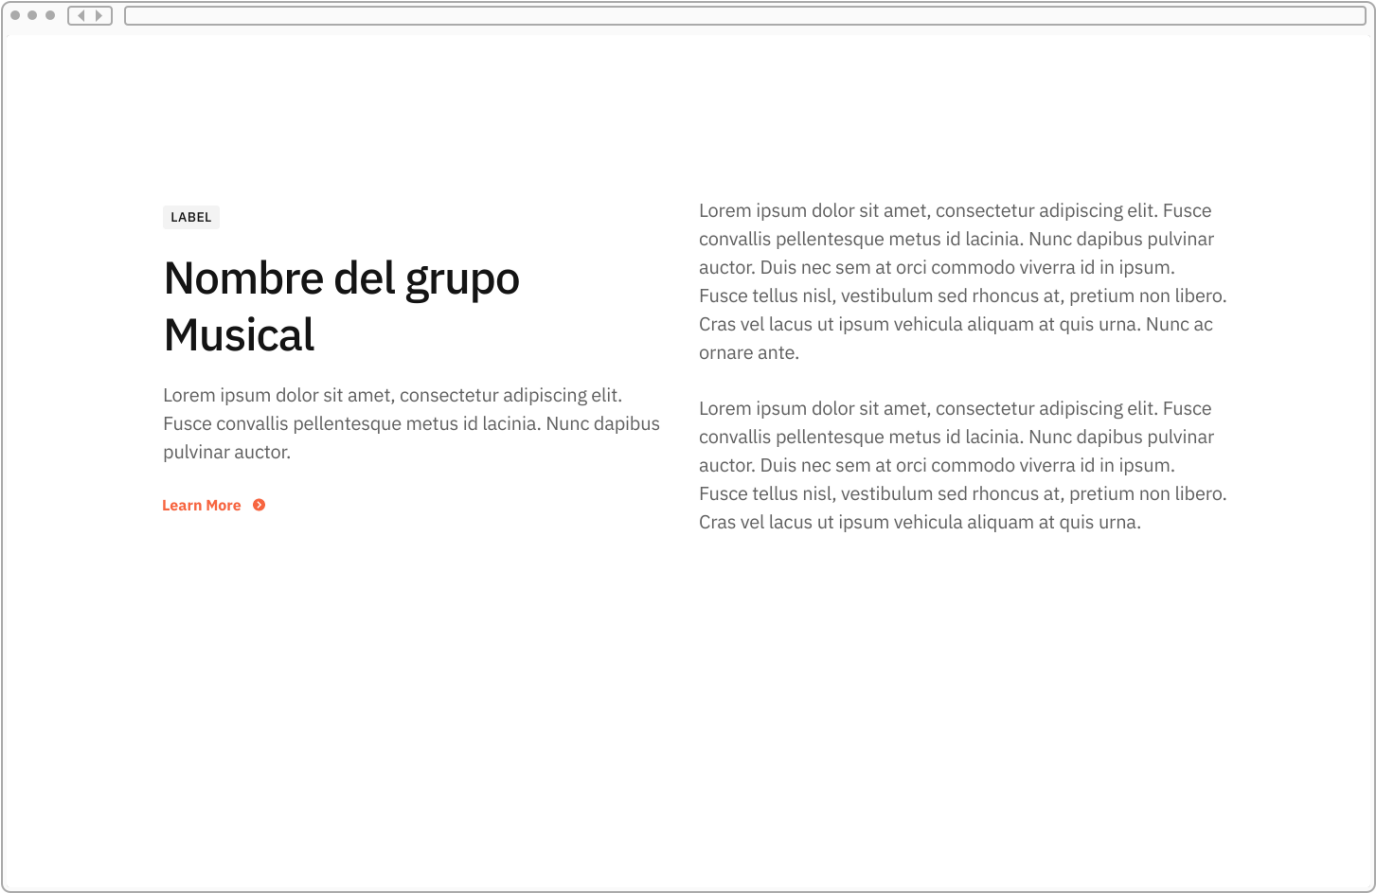 LABEL
Nombre del grupo
Musical
Lorem ipsum dolor sit amet, consectetur adipiscing elit.
Fusce convallis pellentesque metus id lacinia. Nunc dapibus
pulvinar auctor.
Learn More
Lorem ipsum dolor sit amet, consectetur adipiscing elit. Fusce
convallis pellentesque metus id lacinia. Nunc dapibus pulvinar
auctor. Duis nec sem at orci commodo viverra id in ipsum.
Fusce tellus nisl, vestibulum sed rhoncus at, pretium non libero.
Cras vel lacus ut ipsum vehicula aliquam at quis urna. Nunc ac
ornare ante.
Lorem ipsum dolor sit amet, consectetur adipiscing elit. Fusce
convallis pellentesque metus id lacinia. Nunc dapibus pulvinar
auctor. Duis nec sem at orci commodo viverra id in ipsum.
Fusce tellus nisl, vestibulum sed rhoncus at, pretium non libero.
Cras vel lacus ut ipsum vehicula aliquam at quis urna.